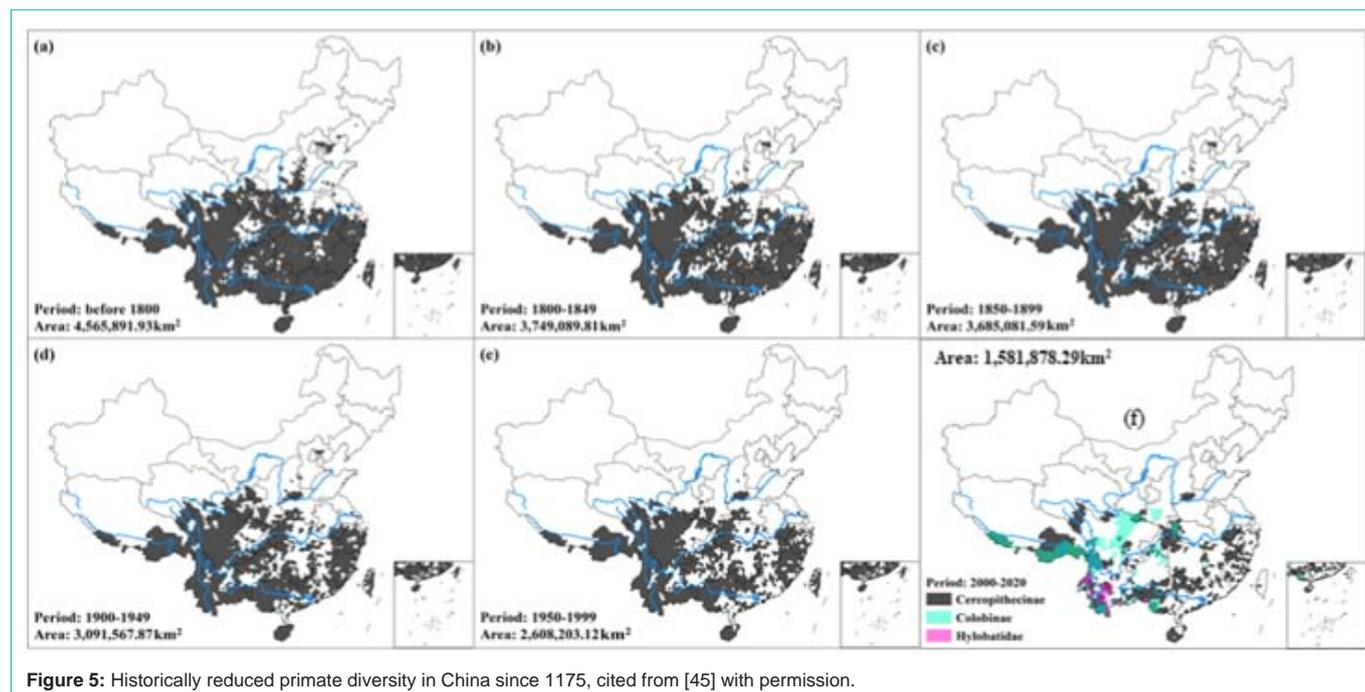 (a)
Period: before 1800
Area: 4,565,891.93km²
(b)
Period: 1800-1849
Area: 3,749,089.81km²
(c)
Period: 1850-1899
Area: 3,685,081.59km²
(d)
Period: 1900-1949
Area: 3,091,567.87km²
(e)
Period: 1950-1999
Area: 2,608,203.12km²
Area: 1,581,878.29km²
(f)
Period: 2000-2020
Cercopithecinae
Colobinae
Hylobatidae
Figure 5: Historically reduced primate diversity in China since 1175, cited from [45] with permission.